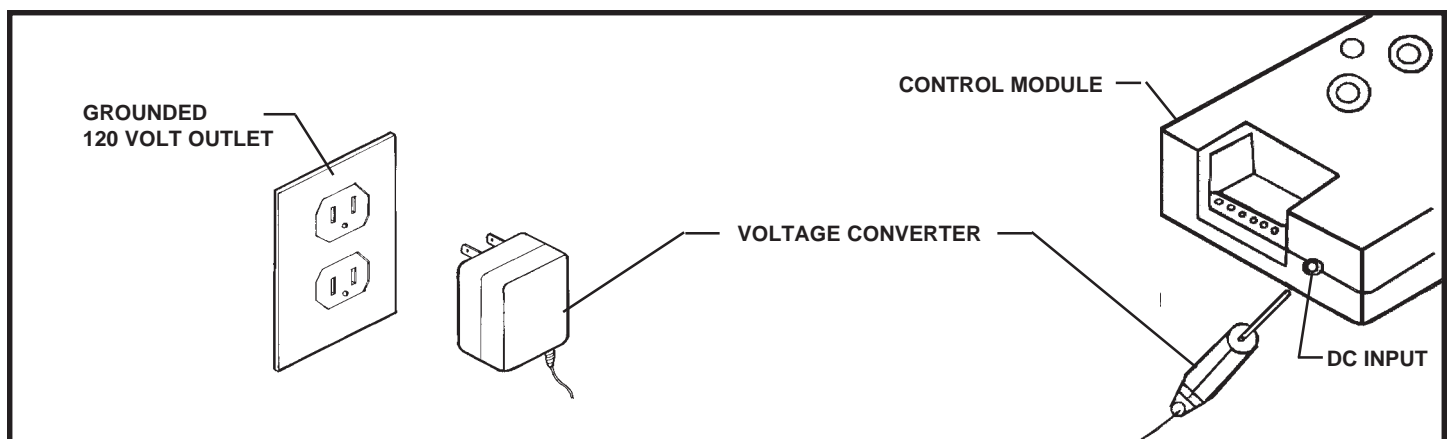 GROUNDED
120 VOLT OUTLET
CONTROL MODULE
VOLTAGE CONVERTER
DC INPUT